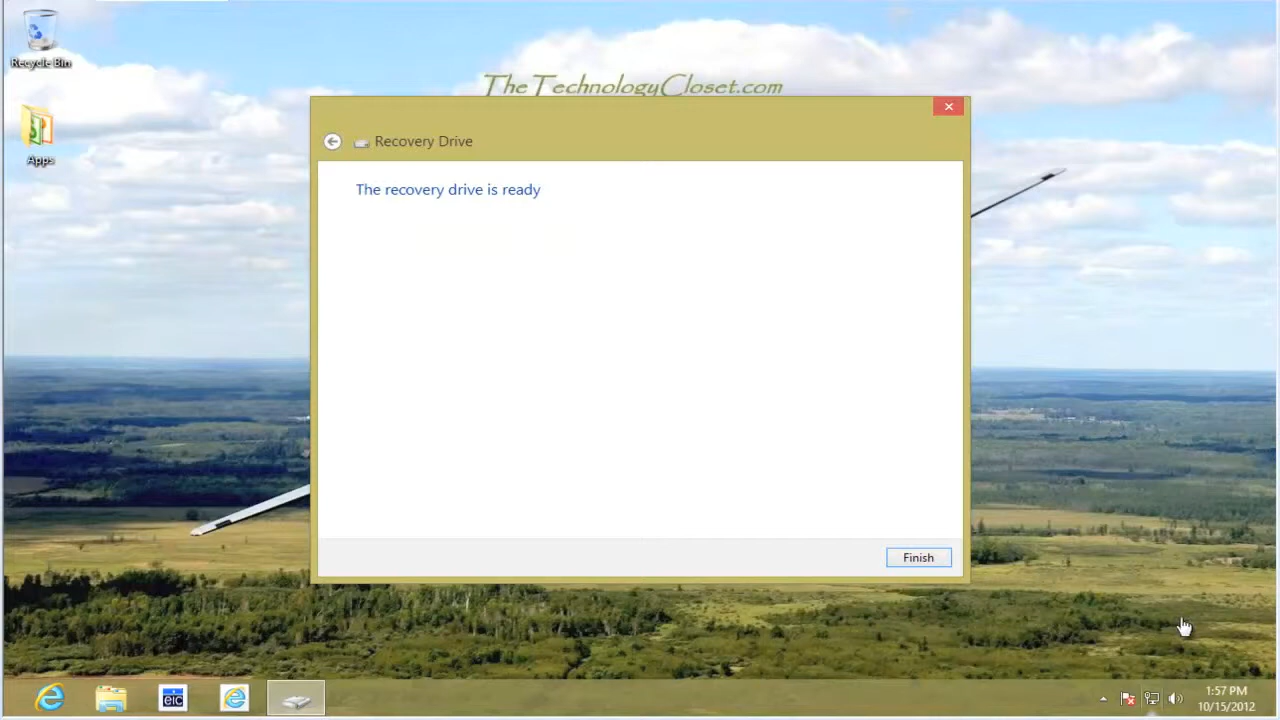 Recycle Bin
TheTechnologyCloset.com
Recovery Drive
Apps
The recovery drive is ready
Finish
eic
1:57 PM
10/15/2012